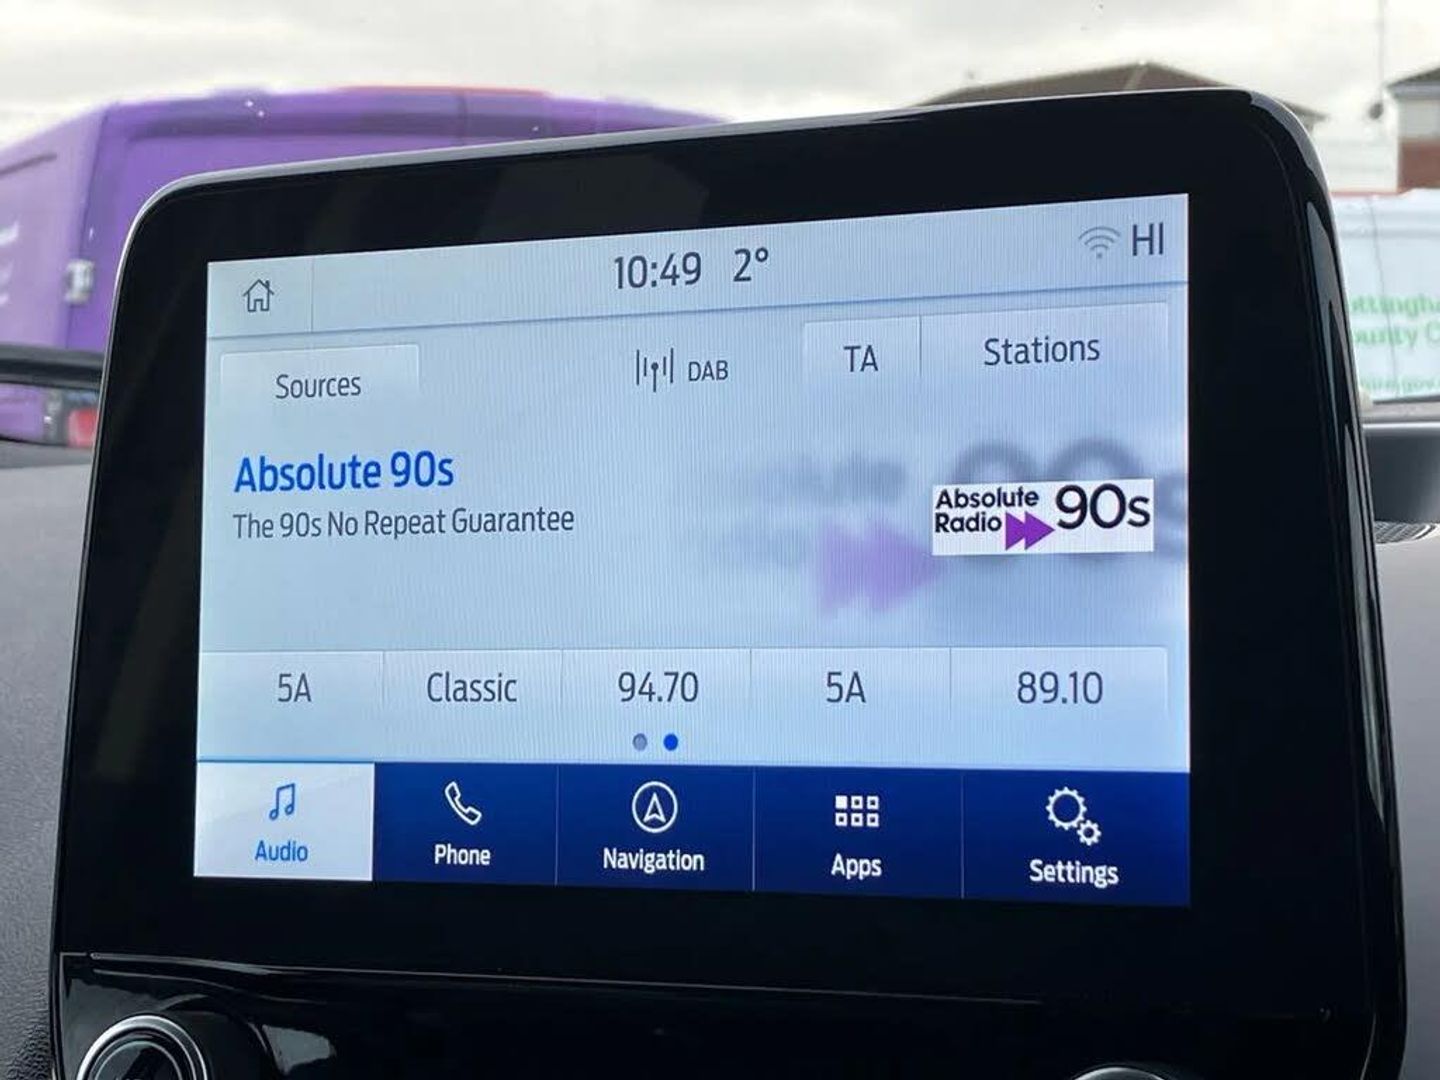 10:49 2° HI
Sources DAB TA Stations
Absolute 90s
The 90s No Repeat Guarantee
Absolute
Radio 90s
5A Classic 94.70 5A 89.10
Audio Phone Navigation Apps Settings